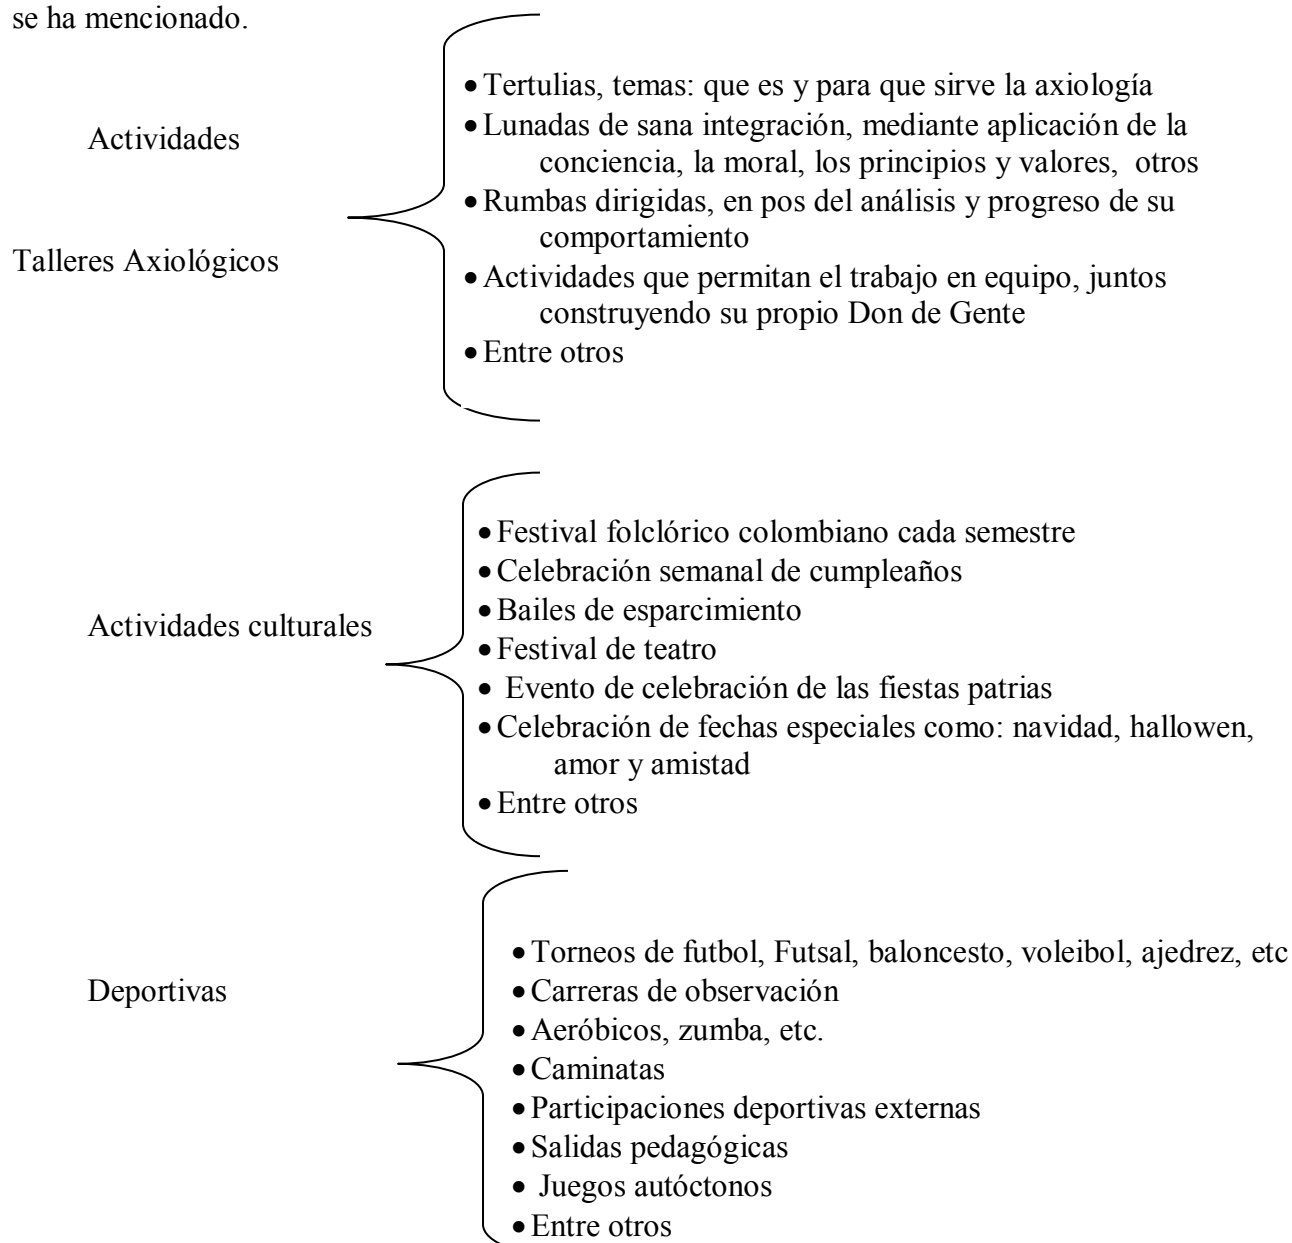 se ha mencionado.
Actividades
Talleres Axiológicos
• Tertulias, temas: que es y para que sirve la axiología
• Lunadas de sana integración, mediante aplicación de la
conciencia, la moral, los principios y valores, otros
• Rumbas dirigidas, en pos del análisis y progreso de su
comportamiento
• Actividades que permitan el trabajo en equipo, juntos
construyendo su propio Don de Gente
• Entre otros
Actividades culturales
• Festival folclórico colombiano cada semestre
• Celebración semanal de cumpleaños
• Bailes de esparcimiento
• Festival de teatro
• Evento de celebración de las fiestas patrias
• Celebración de fechas especiales como: navidad, hallowen,
amor y amistad
• Entre otros
Deportivas
• Torneos de futbol, Futsal, baloncesto, voleibol, ajedrez, etc
• Carreras de observación
• Aeróbicos, zumba, etc.
• Caminatas
• Participaciones deportivas externas
• Salidas pedagógicas
• Juegos autóctonos
• Entre otros